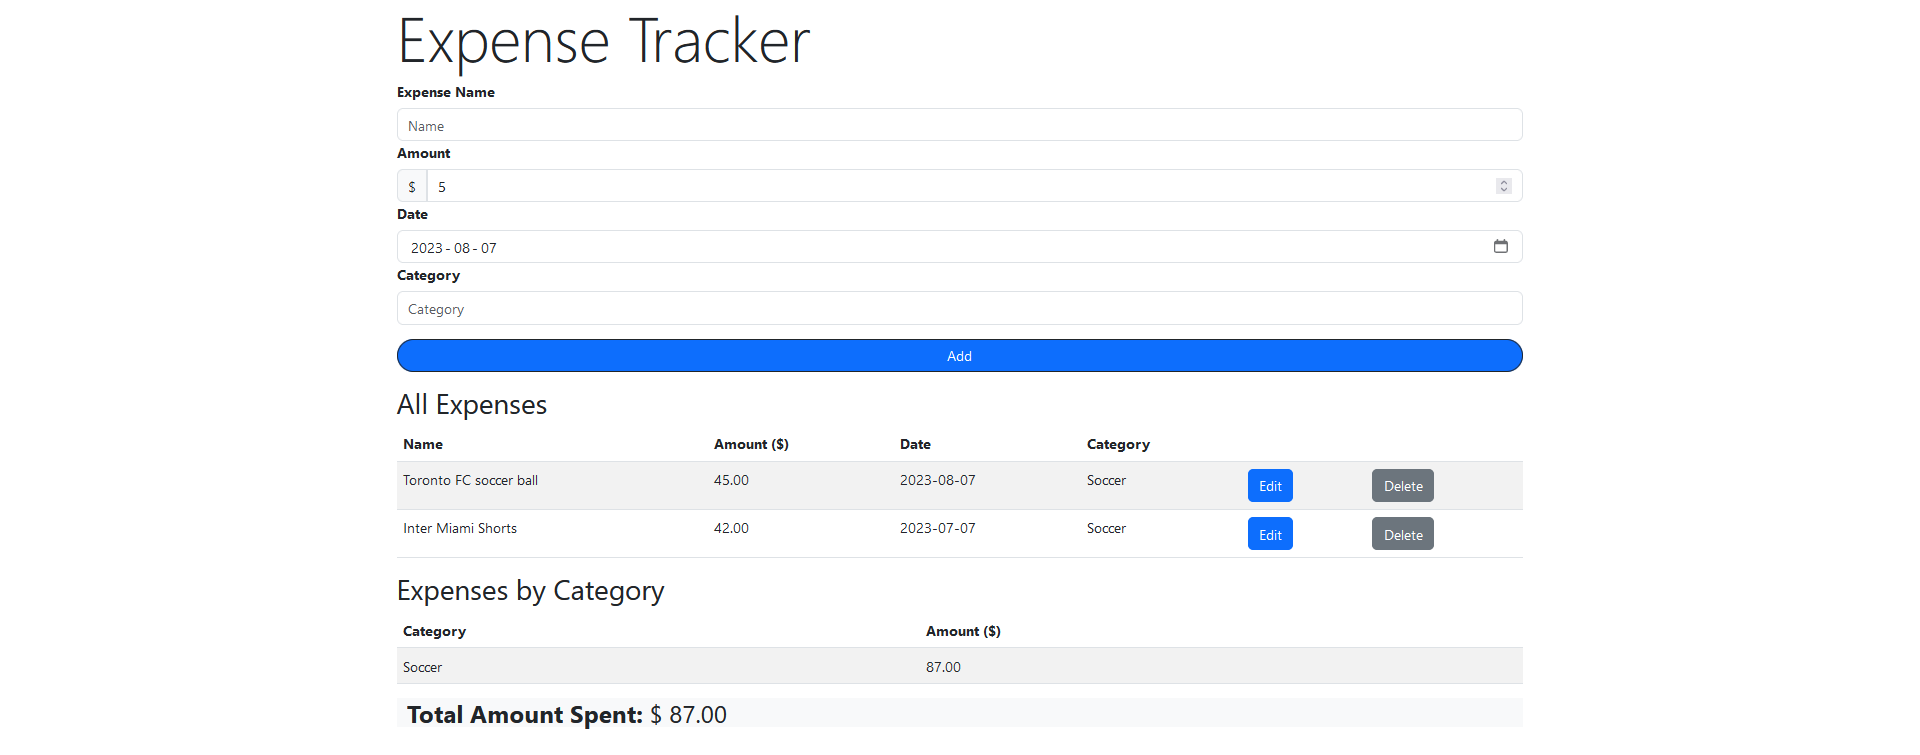 Expense Tracker
Expense Name
Name
Amount
$ 5
Date
2023-08-07
Category
Category
Add
All Expenses
Name Amount ($) Date Category
Toronto FC soccer ball 45.00 2023-08-07 Soccer Edit Delete
Inter Miami Shorts 42.00 2023-07-07 Soccer Edit Delete
Expenses by Category
Category Amount ($)
Soccer 87.00
Total Amount Spent: $ 87.00